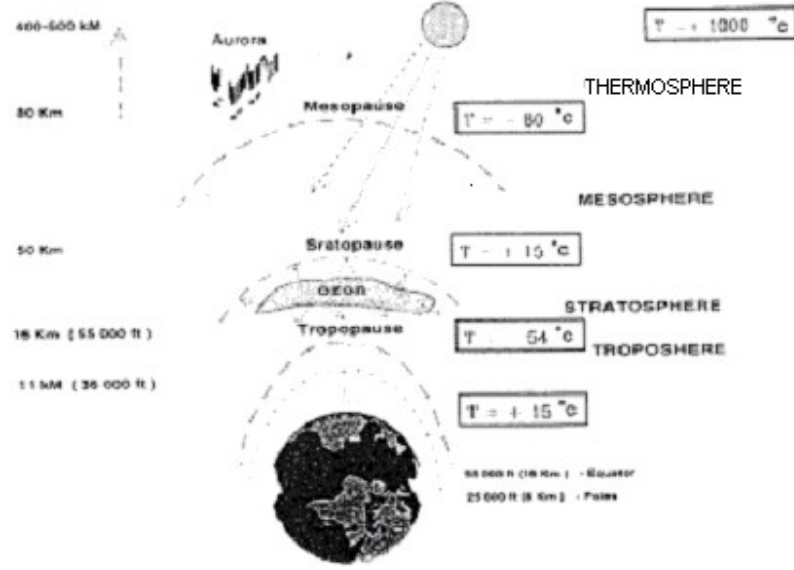 400-500 kM
Aurora
T = + 1000 °c
THERMOSPHERE
80 Km
Mesopause
T = - 80 °c
MESOSPHERE
50 Km
Sratopause
T = + 15 °c
OZON
STRATOSPHERE
16 Km ( 55 000 ft )
Tropopause
T 54 °c
TROPOSHERE
11 kM ( 36 000 ft )
T = + 15 °c
55 000 ft (16 Km ) - Equator
25 000 ft (8 Km ) - Poles